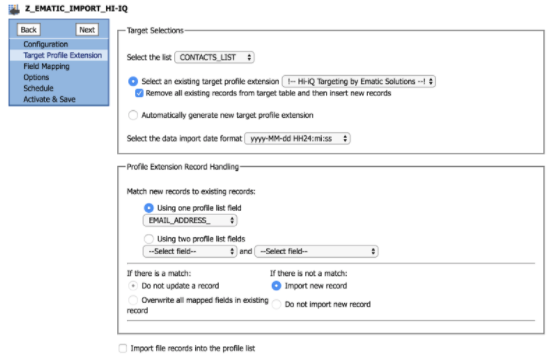 Z_EMATIC_IMPORT_HI-IQ
Back Next
Configuration
Target Profile Extension
Field Mapping
Options
Schedule
Activate & Save
Target Selections
Select the list CONTACTS_LIST
Select an existing target profile extension !-- Hi-iQ Targeting by Ematic Solutions --!
Remove all existing records from target table and then insert new records
Automatically generate new target profile extension
Select the data import date format yyyy-MM-dd HH24:mi:ss
Profile Extension Record Handling
Match new records to existing records:
Using one profile list field
EMAIL_ADDRESS_
Using two profile list fields
--Select field-- and --Select field--
If there is a match: If there is not a match:
Do not update a record Import new record
Overwrite all mapped fields in existing record Do not import new record
Import file records into the profile list